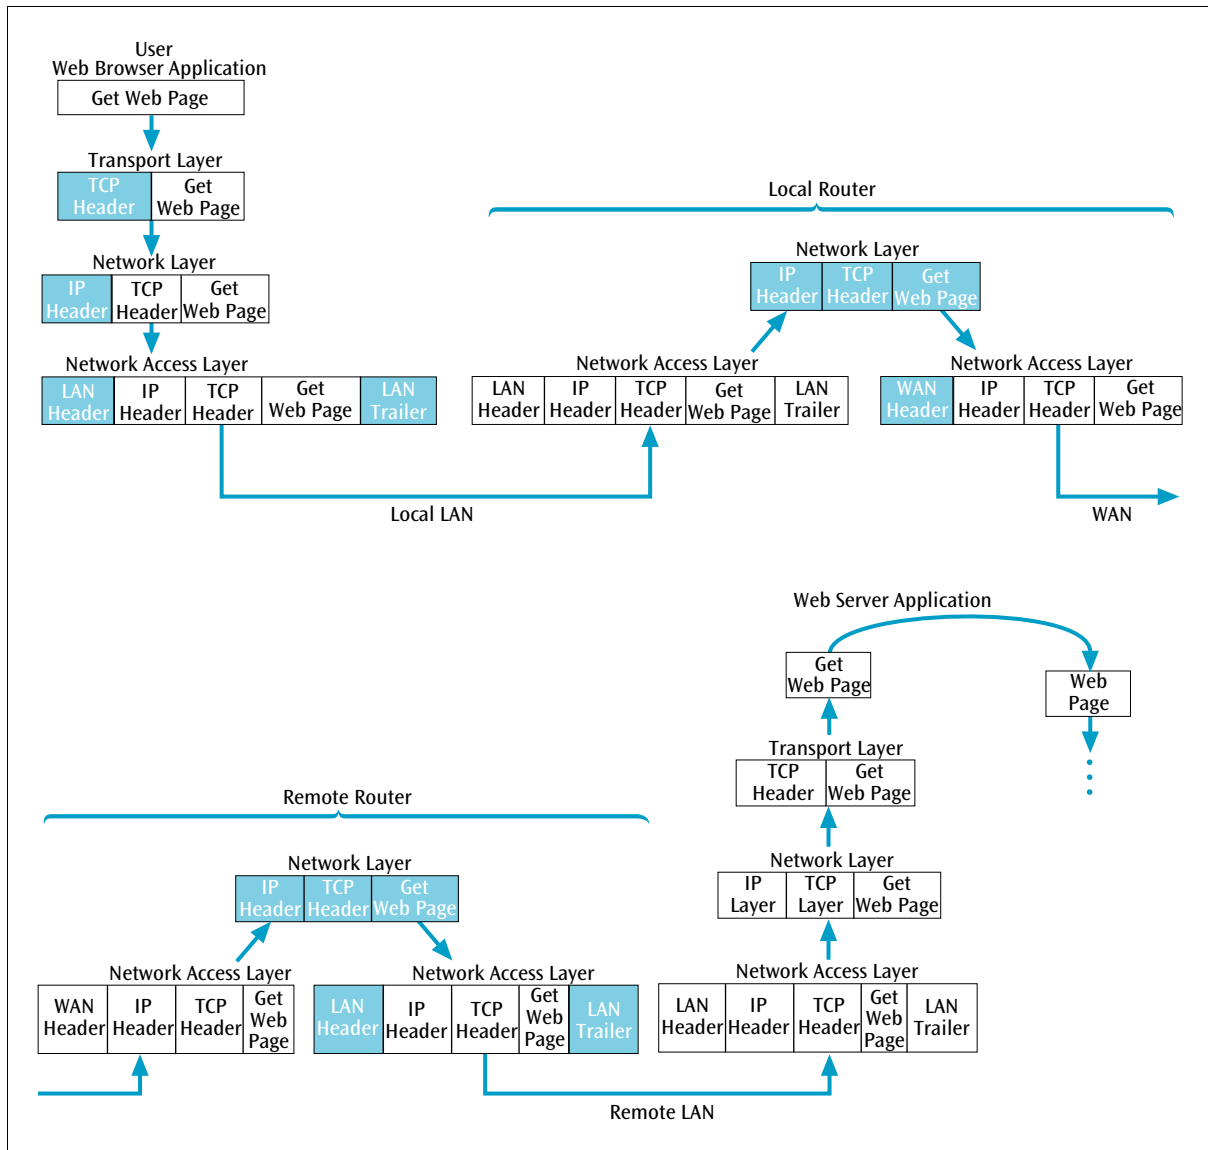 User
Web Browser Application
Get Web Page
Transport Layer
TCP
Header
Get
Web Page
Network Layer
IP
Header
TCP
Header
Get
Web Page
Network Access Layer
LAN
Header
IP
Header
TCP
Header
Get
Web Page
LAN
Trailer
Local LAN
Local Router
Network Access Layer
LAN
Header
IP
Header
TCP
Header
Get
Web Page
LAN
Trailer
Network Layer
IP
Header
TCP
Header
Get
Web Page
Network Access Layer
WAN
Header
IP
Header
TCP
Header
Get
Web Page
WAN
Remote Router
Network Access Layer
WAN
Header
IP
Header
TCP
Header
Get
Web
Page
Network Layer
IP
Header
TCP
Header
Get
Web Page
Network Access Layer
LAN
Header
IP
Header
TCP
Header
Get
Web
Page
LAN
Trailer
Remote LAN
Network Access Layer
LAN
Header
IP
Header
TCP
Header
Get
Web
Page
LAN
Trailer
Network Layer
IP
Layer
TCP
Layer
Get
Web Page
Transport Layer
TCP
Header
Get
Web Page
Get
Web Page
Web Server Application
Web
Page